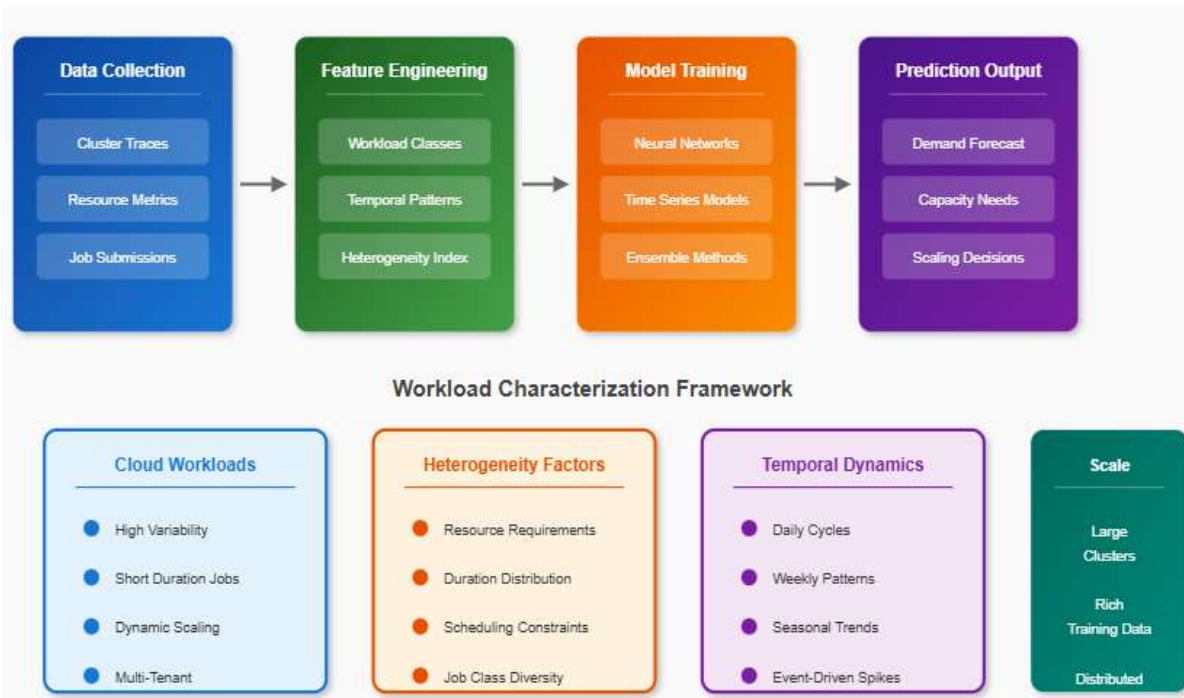 Data Collection
Cluster Traces
Resource Metrics
Job Submissions
Feature Engineering
Workload Classes
Temporal Patterns
Heterogeneity Index
Model Training
Neural Networks
Time Series Models
Ensemble Methods
Prediction Output
Demand Forecast
Capacity Needs
Scaling Decisions
Workload Characterization Framework
Cloud Workloads
High Variability
Short Duration Jobs
Dynamic Scaling
Multi-Tenant
Heterogeneity Factors
Resource Requirements
Duration Distribution
Scheduling Constraints
Job Class Diversity
Temporal Dynamics
Daily Cycles
Weekly Patterns
Seasonal Trends
Event-Driven Spikes
Scale
Large
Clusters
Rich
Training Data
Distributed